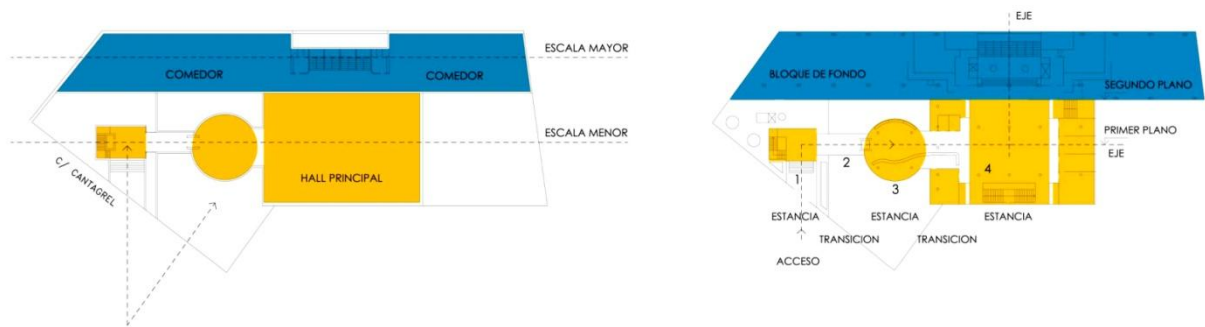 ESCALA MAYOR
COMEDOR
COMEDOR
ESCALA MENOR
C/ CANTAGREL
HALL PRINCIPAL
EJE
BLOQUE DE FONDO
SEGUNDO PLANO
PRIMER PLANO
EJE
2
4
1
3
ESTANCIA
ESTANCIA
ESTANCIA
TRANSICION
TRANSICION
ACCESO